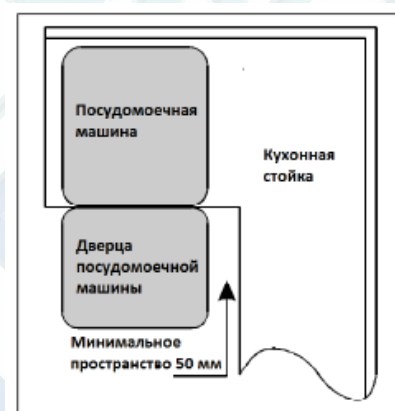 Посудомоечная
машина
Кухонная
стойка
Дверца
посудомоечной
машины
Минимальное
пространство 50 мм